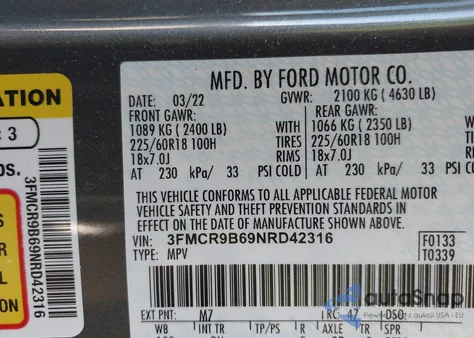 ATION
: 3
os.
3FMCR9B69NRD42316
MFD. BY FORD MOTOR CO.
DATE: 03/22 GVWR: 2100 KG ( 4630 LB)
FRONT GAWR: REAR GAWR:
1089 KG ( 2400 LB) WITH 1066 KG ( 2350 LB)
225/60R18 100H TIRES 225/60R18 100H
18x7.0J RIMS 18x7.0J
AT 230 kPa/ 33 PSI COLD AT 230 kPa/ 33 PSI COLD
THIS VEHICLE CONFORMS TO ALL APPLICABLE FEDERAL MOTOR
VEHICLE SAFETY AND THEFT PREVENTION STANDARDS IN
EFFECT ON THE DATE OF MANUFACTURE SHOWN ABOVE.
VIN: 3FMCR9B69NRD42316 F0133
TYPE: MPV T0339
EXT PNT: M7 RC: 47 DSO:
WB INT TR TP/PS R AXLE TR SPR
autoSnap